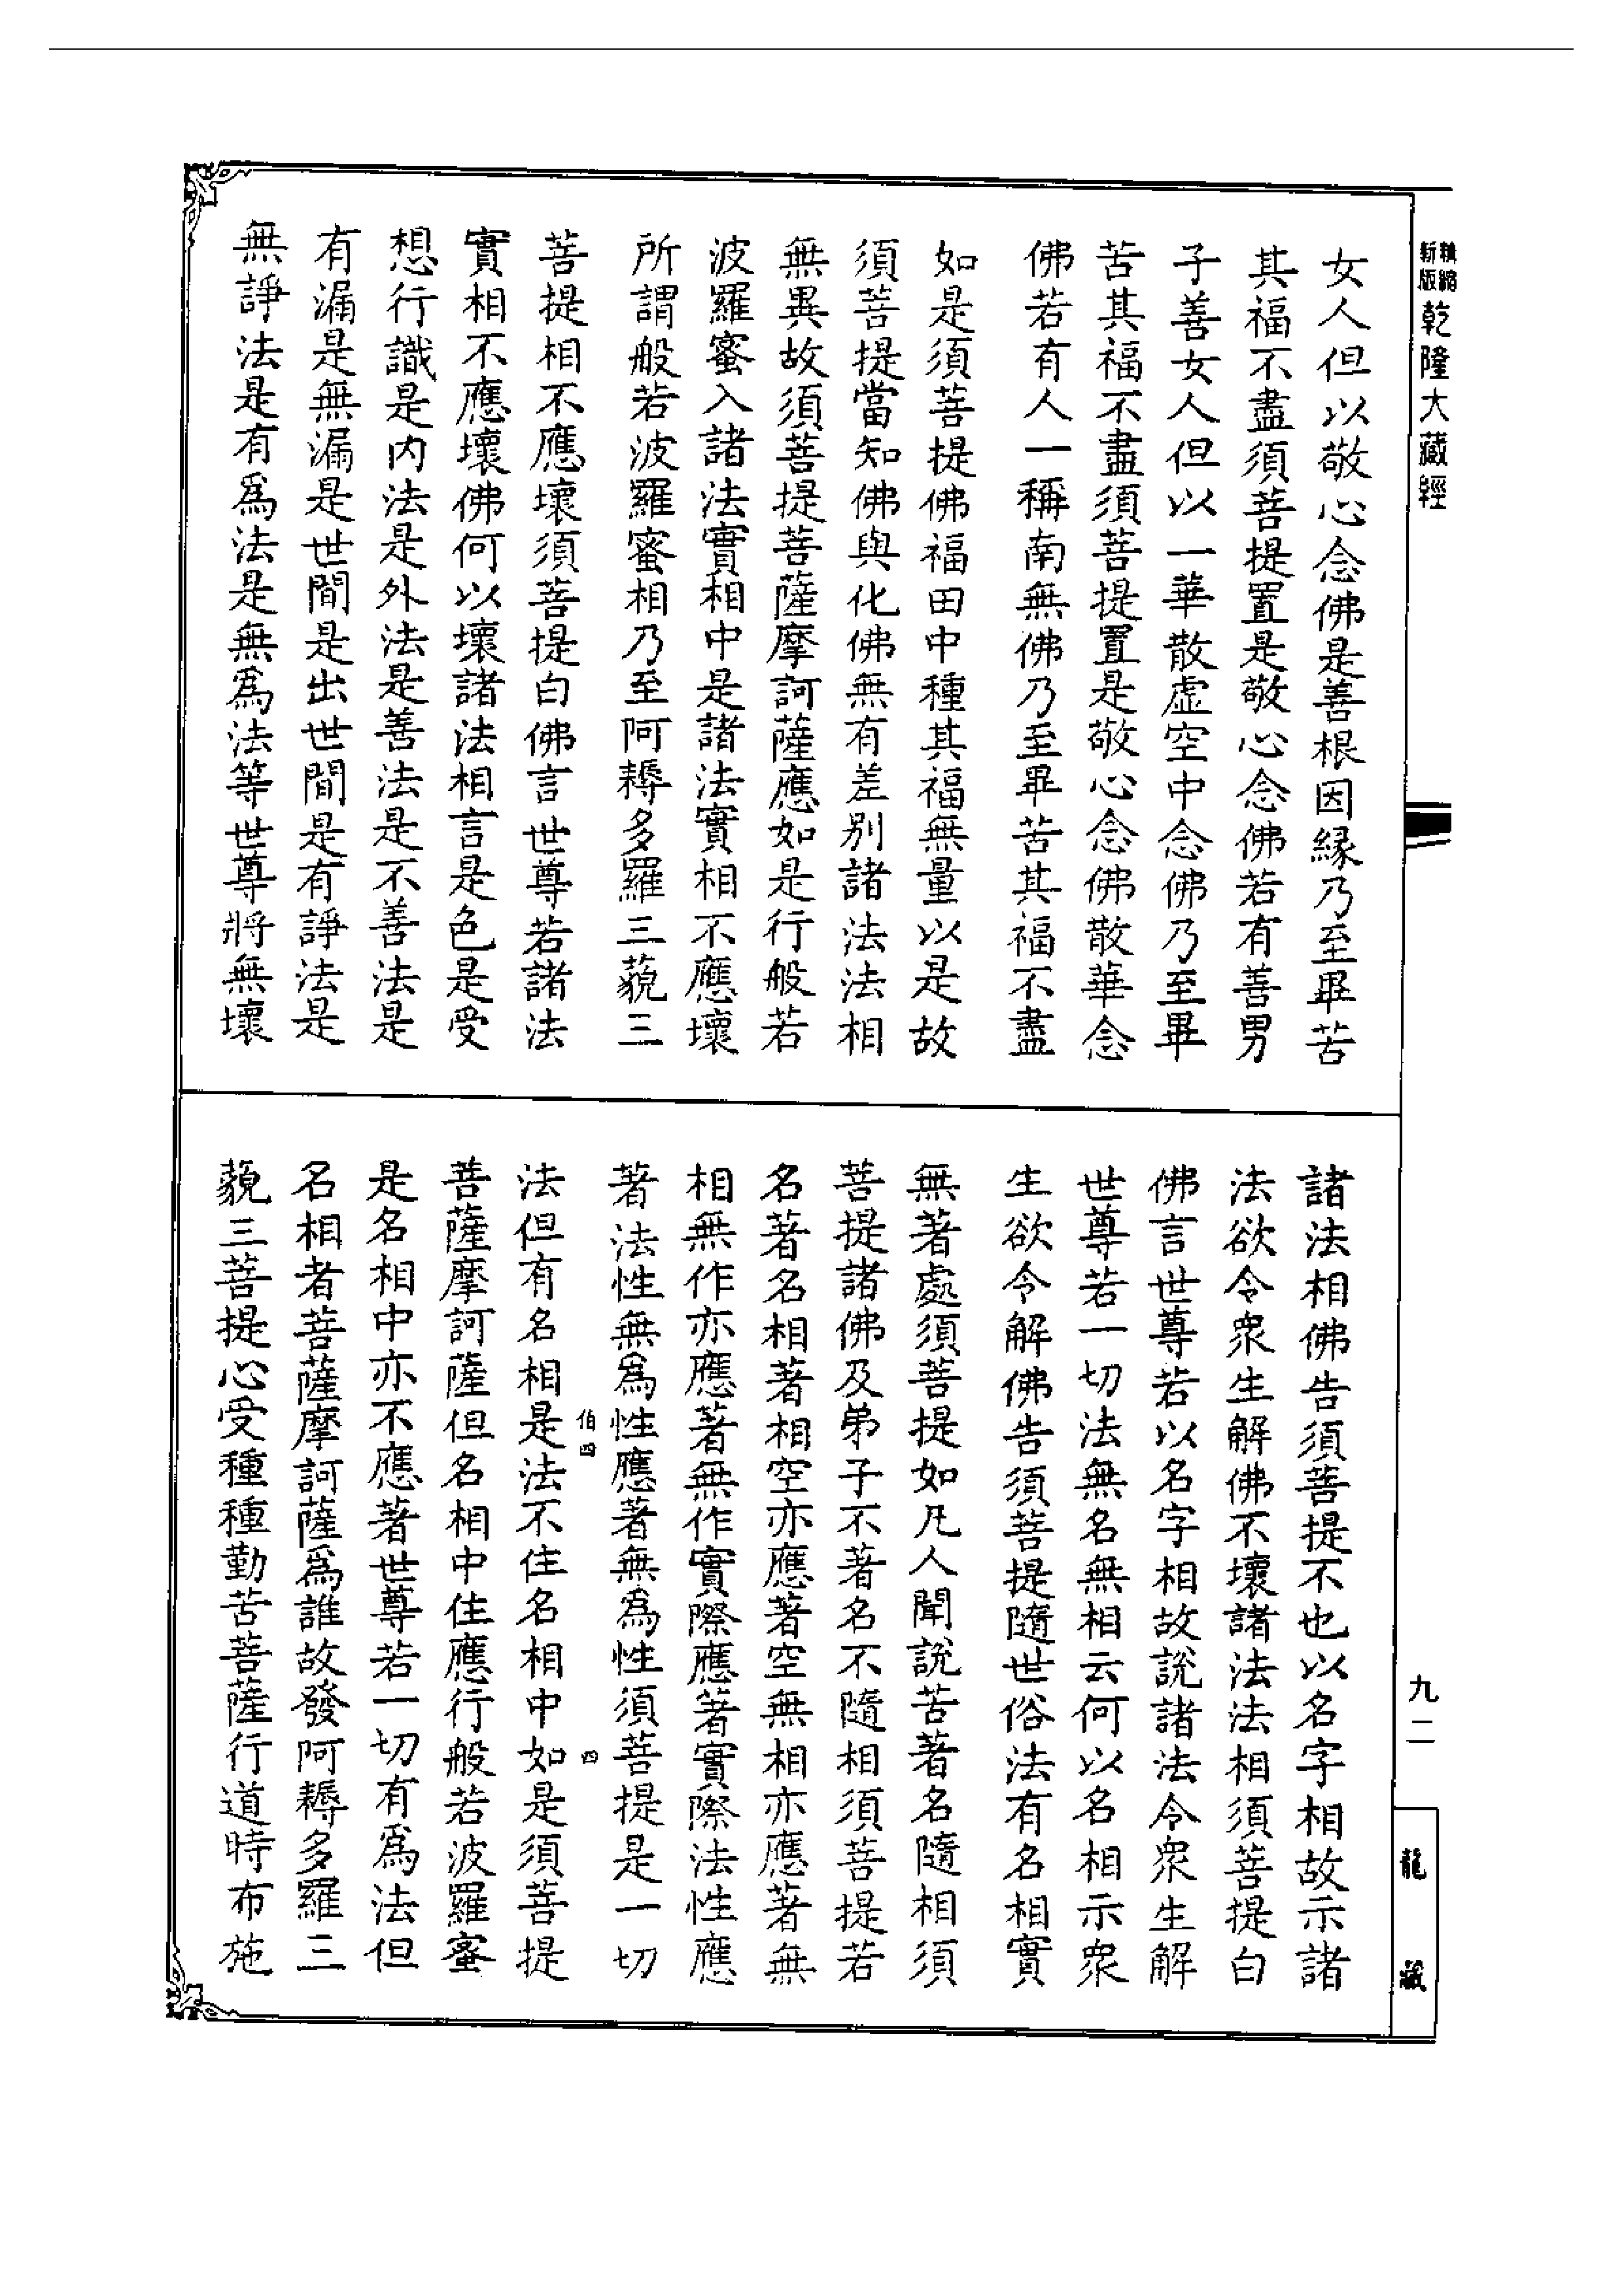 精縮新版乾隆大藏經
女人但以敬心念佛是善根因緣乃至畢苦
其福不盡須菩提置是敬心念佛若有善男
子善女人但以一華散虛空中念佛乃至畢
苦其福不盡須菩提置是敬心念佛散華念
佛若有人一稱南無佛乃至畢苦其福不盡
如是須菩提佛福田中種其福無量以是故
須菩提當知佛與化佛無有差別諸法法相
無異故須菩提菩薩摩訶薩應如是行般若
波羅蜜入諸法實相中是諸法實相不應壞
所謂般若波羅蜜相乃至阿耨多羅三藐三
菩提相不應壞須菩提白佛言世尊若諸法
實相不應壞佛何以壞諸法相言是色是受
想行識是內法是外法是善法是不善法是
有漏是無漏是世間是出世間是有諍法是
無諍法是有為法是無為法等世尊將無壞
諸法相佛告須菩提不也以名字相故示諸
法欲令衆生解佛不壞諸法法相須菩提白
佛言世尊若以名字相故說諸法令衆生解
世尊若一切法無名無相云何以名相示衆
生欲令解佛告須菩提隨世俗法有名相實
無著處須菩提如凡人聞說苦著名隨相須
菩提諸佛及弟子不著名不隨相須菩提若
名著名相著相空亦應著空無相亦應著無
相無作亦應著無作實際應著實際法性應
著法性無為性應著無為性須菩提是一切
伯四 四
法但有名相是法不住名相中如是須菩提
菩薩摩訶薩但名相中住應行般若波羅蜜
是名相中亦不應著世尊若一切有為法但
名相者菩薩摩訶薩為誰故發阿耨多羅三
藐三菩提心受種種勤苦菩薩行道時布施
九二
龍藏